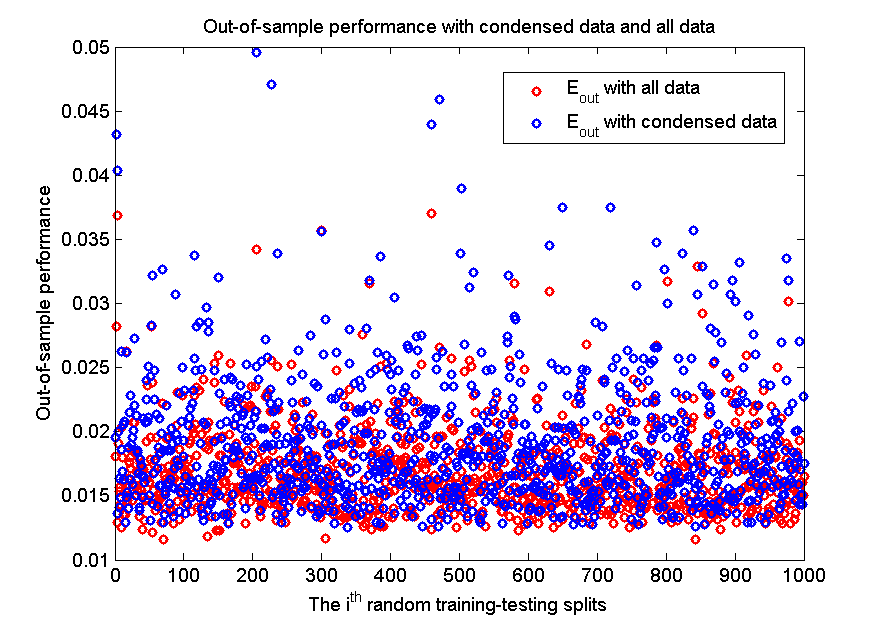 Out-of-sample performance with condensed data and all data
0.05
0.045
0.04
0.035
0.03
0.025
0.02
0.015
0.01
Out-of-sample performance
E_out with all data
E_out with condensed data
0 100 200 300 400 500 600 700 800 900 1000
The i^th random training-testing splits